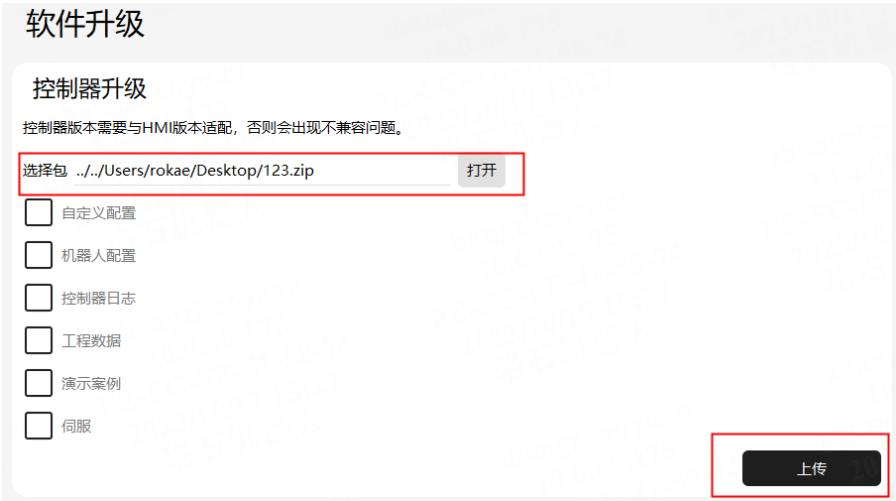 软件升级
控制器升级
控制器版本需要与HMI版本适配，否则会出现不兼容问题。
选择包 ../../Users/rokae/Desktop/123.zip 打开
自定义配置
机器人配置
控制器日志
工程数据
演示案例
伺服
上传